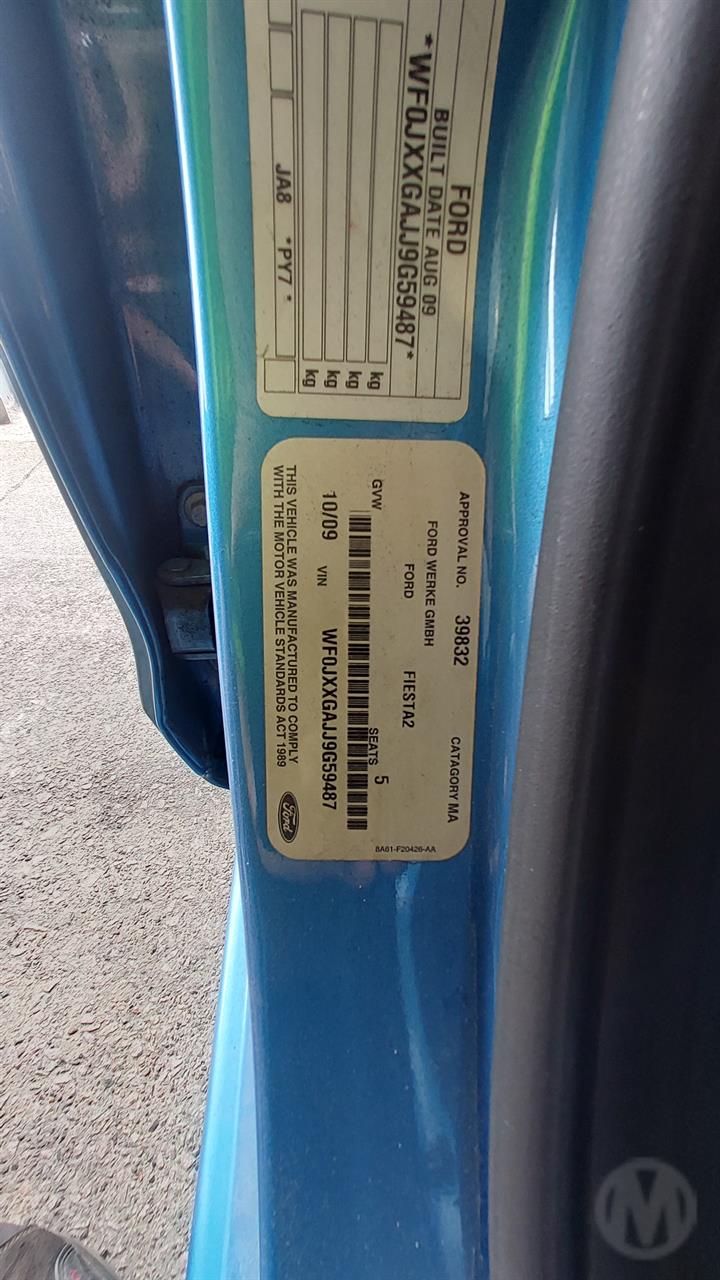 FORD
BUILT DATE AUG 09
*WF0JXXGAJJ9G59487*
kg
kg
kg
kg
JA8 *PY7 *
APPROVAL NO. 39832 CATAGORY MA
FORD WERKE GMBH
FORD FIESTA2
GVW SEATS 5
10/09 VIN WF0JXXGAJJ9G59487
THIS VEHICLE WAS MANUFACTURED TO COMPLY
WITH THE MOTOR VEHICLE STANDARDS ACT 1989
Ford
8A61-F20426-AA
M